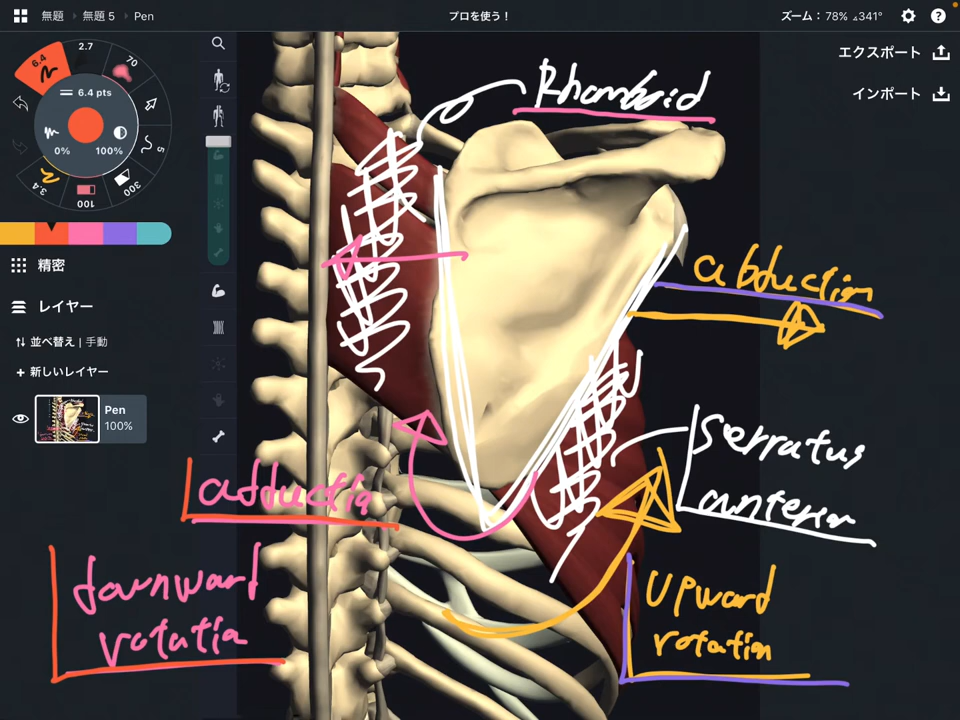 無題 › 無題 5 › Pen
プロを使う！
ズーム： 78% ⦟341°
エクスポート
インポート
2.7
6.4
70
6.4 pts
0%
100%
5
3.4
100
300
精密
レイヤー
並べ替え | 手動
+ 新しいレイヤー
Pen
100%
Rhomboid
abduction
serratus
anterior
adduction
downward
rotation
upward
rotation